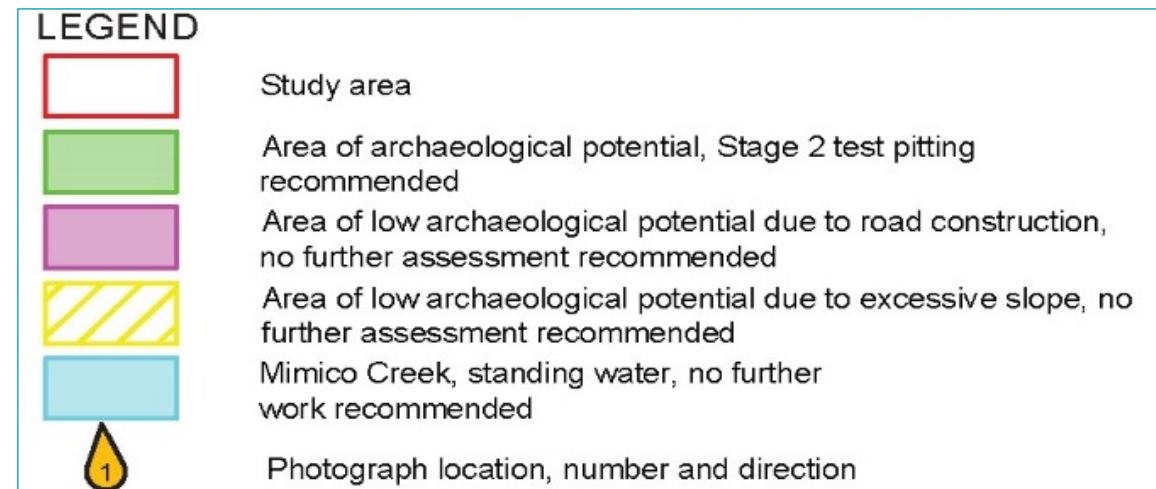 LEGEND
Study area
Area of archaeological potential, Stage 2 test pitting
recommended
Area of low archaeological potential due to road construction,
no further assessment recommended
Area of low archaeological potential due to excessive slope, no
further assessment recommended
Mimico Creek, standing water, no further
work recommended
1
Photograph location, number and direction